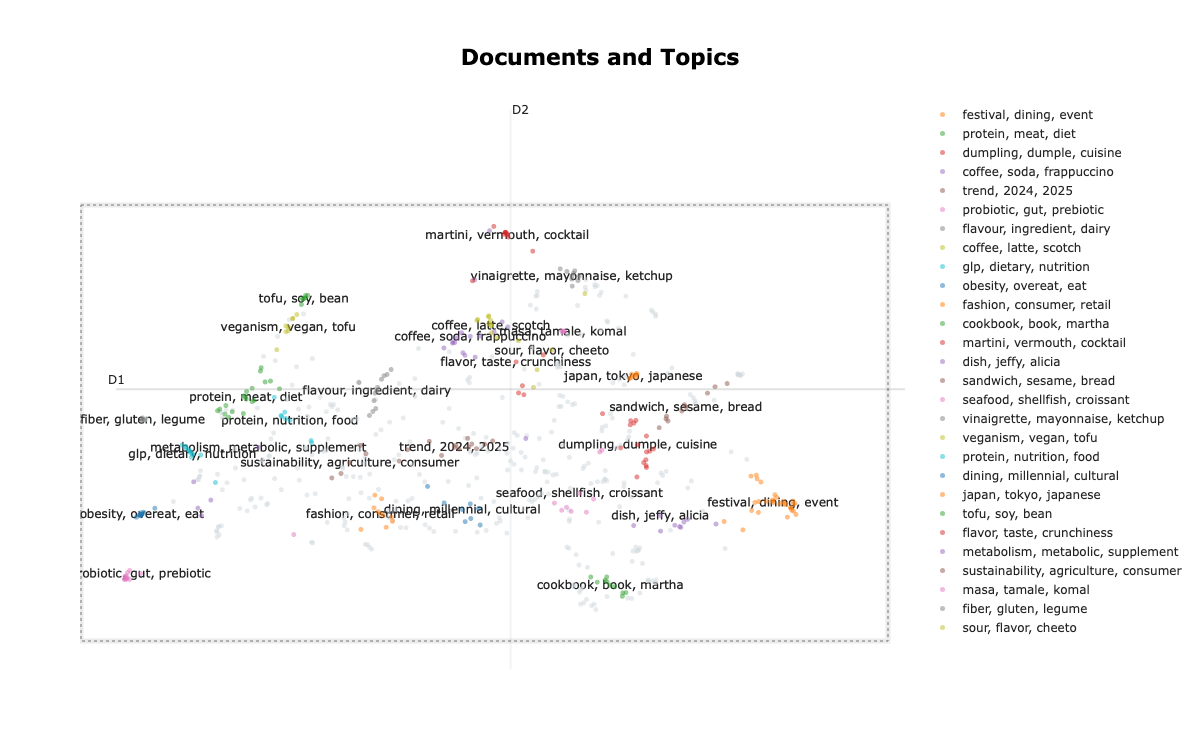 Documents and Topics
D2
martini, vermouth, cocktail
vinaigrette, mayonnaise, ketchup
tofu, soy, bean
veganism, vegan, tofu
coffee, latte, scotch
masa, tamale, komal
coffee, soda, frappuccino
sour, flavor, cheeto
flavor, taste, crunchiness
D1
japan, tokyo, japanese
flavour, ingredient, dairy
protein, meat, diet
sandwich, sesame, bread
fiber, gluten, legume
protein, nutrition, food
metabolism, metabolic, supplement
trend, 2024, 2025
dumpling, dumple, cuisine
glp, dietary, nutrition
sustainability, agriculture, consumer
seafood, shellfish, croissant
festival, dining, event
obesity, overeat, eat
fashion, consumer, retail
dining, millennial, cultural
dish, jeffy, alicia
robiotic, gut, prebiotic
cookbook, book, martha
festival, dining, event
protein, meat, diet
dumpling, dumple, cuisine
coffee, soda, frappuccino
trend, 2024, 2025
probiotic, gut, prebiotic
flavour, ingredient, dairy
coffee, latte, scotch
glp, dietary, nutrition
obesity, overeat, eat
fashion, consumer, retail
cookbook, book, martha
martini, vermouth, cocktail
dish, jeffy, alicia
sandwich, sesame, bread
seafood, shellfish, croissant
vinaigrette, mayonnaise, ketchup
veganism, vegan, tofu
protein, nutrition, food
dining, millennial, cultural
japan, tokyo, japanese
tofu, soy, bean
flavor, taste, crunchiness
metabolism, metabolic, supplement
sustainability, agriculture, consumer
masa, tamale, komal
fiber, gluten, legume
sour, flavor, cheeto